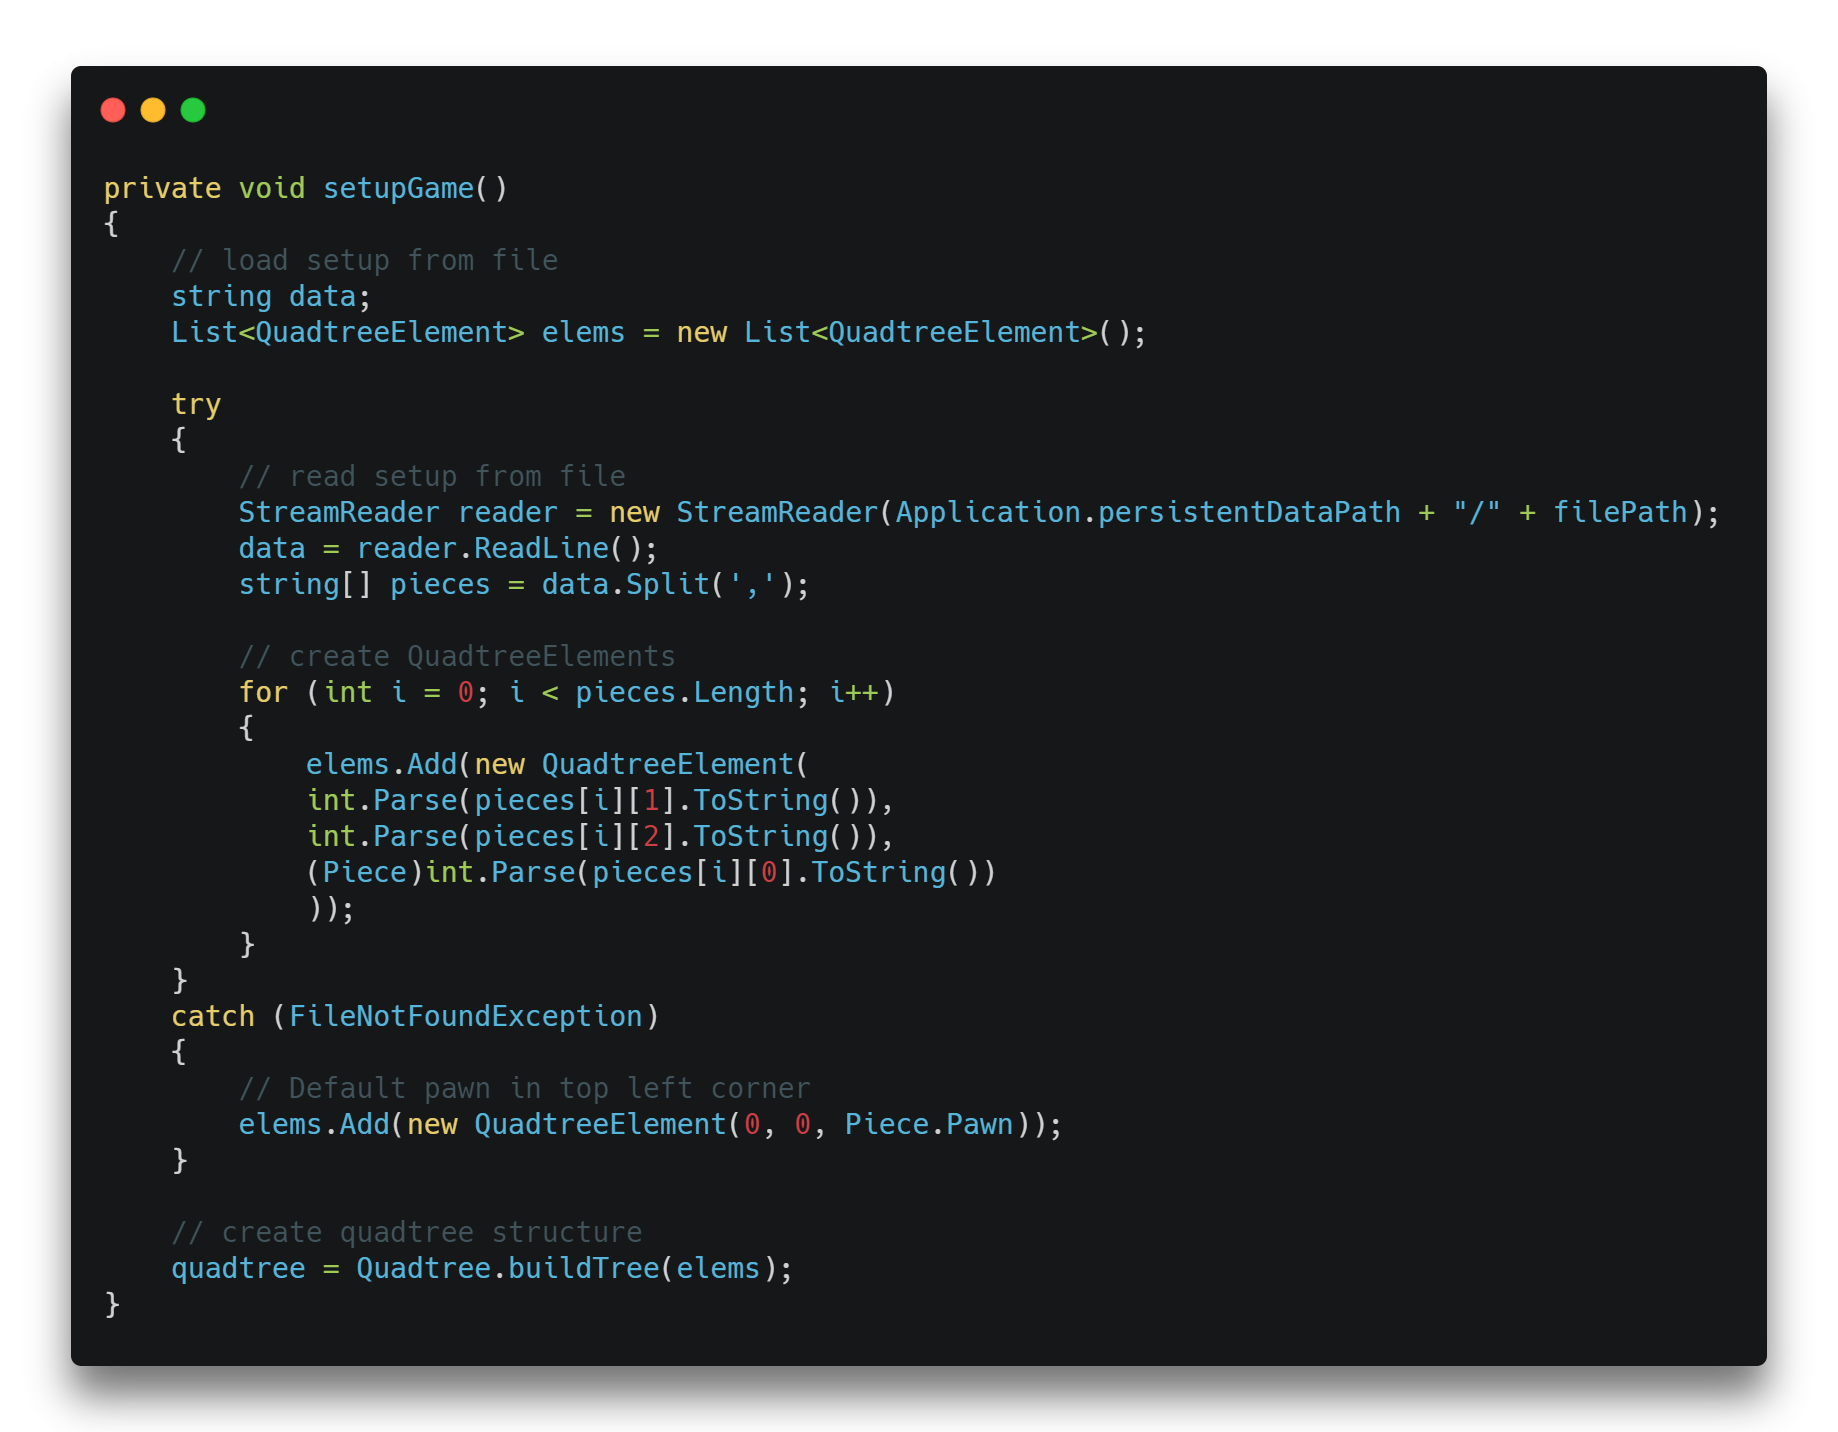 private void setupGame()
{
    // load setup from file
    string data;
    List<QuadtreeElement> elems = new List<QuadtreeElement>();

    try
    {
        // read setup from file
        StreamReader reader = new StreamReader(Application.persistentDataPath + "/" + filePath);
        data = reader.ReadLine();
        string[] pieces = data.Split(',');

        // create QuadtreeElements
        for (int i = 0; i < pieces.Length; i++)
        {
            elems.Add(new QuadtreeElement(
            int.Parse(pieces[i][1].ToString()),
            int.Parse(pieces[i][2].ToString()),
            (Piece)int.Parse(pieces[i][0].ToString())
            ));
        }
    }
    catch (FileNotFoundException)
    {
        // Default pawn in top left corner
        elems.Add(new QuadtreeElement(0, 0, Piece.Pawn));
    }

    // create quadtree structure
    quadtree = Quadtree.buildTree(elems);
}